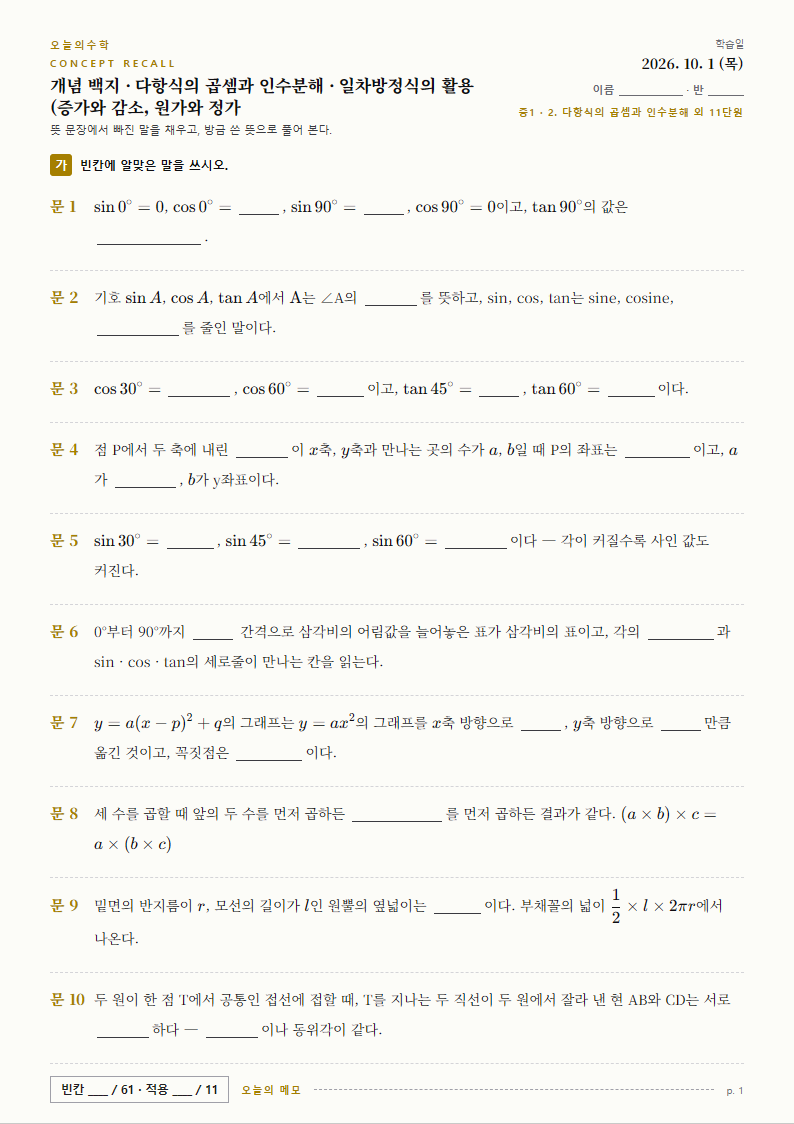 오늘의수학
CONCEPT RECALL
개념 백지 · 다항식의 곱셈과 인수분해 · 일차방정식의 활용
(증가와 감소, 원가와 정가
뜻 문장에서 빠진 말을 채우고, 방금 쓴 뜻으로 풀어 본다.
학습일
2026. 10. 1 (목)
이름 ________ · 반 ____
중1 · 2. 다항식의 곱셈과 인수분해 외 11단원
가 빈칸에 알맞은 말을 쓰시오.
문 1 sin 0° = 0, cos 0° = ____ , sin 90° = ____ , cos 90° = 0이고, tan 90°의 값은
________ .
문 2 기호 sin A, cos A, tan A에서 A는 ∠A의 ____ 를 뜻하고, sin, cos, tan는 sine, cosine,
________ 를 줄인 말이다.
문 3 cos 30° = ____ , cos 60° = ____ 이고, tan 45° = ____ , tan 60° = ____ 이다.
문 4 점 P에서 두 축에 내린 ____ 이 x축, y축과 만나는 곳의 수가 a, b일 때 P의 좌표는 ____ 이고, a
가 ____ , b가 y좌표이다.
문 5 sin 30° = ____ , sin 45° = ____ , sin 60° = ____ 이다 — 각이 커질수록 사인 값도
커진다.
문 6 0°부터 90°까지 ____ 간격으로 삼각비의 어림값을 늘어놓은 표가 삼각비의 표이고, 각의 ____ 과
sin · cos · tan의 세로줄이 만나는 칸을 읽는다.
문 7 y = a(x − p)² + q의 그래프는 y = ax²의 그래프를 x축 방향으로 ____ , y축 방향으로 ____ 만큼
옮긴 것이고, 꼭짓점은 ____ 이다.
문 8 세 수를 곱할 때 앞의 두 수를 먼저 곱하든 ________ 를 먼저 곱하든 결과가 같다. (a × b) × c =
a × (b × c)
문 9 밑면의 반지름이 r, 모선의 길이가 l인 원뿔의 옆넓이는 ____ 이다. 부채꼴의 넓이 1/2 × l × 2πr에서
나온다.
문 10 두 원이 한 점 T에서 공통인 접선에 접할 때, T를 지나는 두 직선이 두 원에서 잘라 낸 현 AB와 CD는 서로
____ 하다 — ____ 이나 동위각이 같다.
빈칸 ___ / 61 · 적용 ___ / 11 오늘의 메모 p. 1